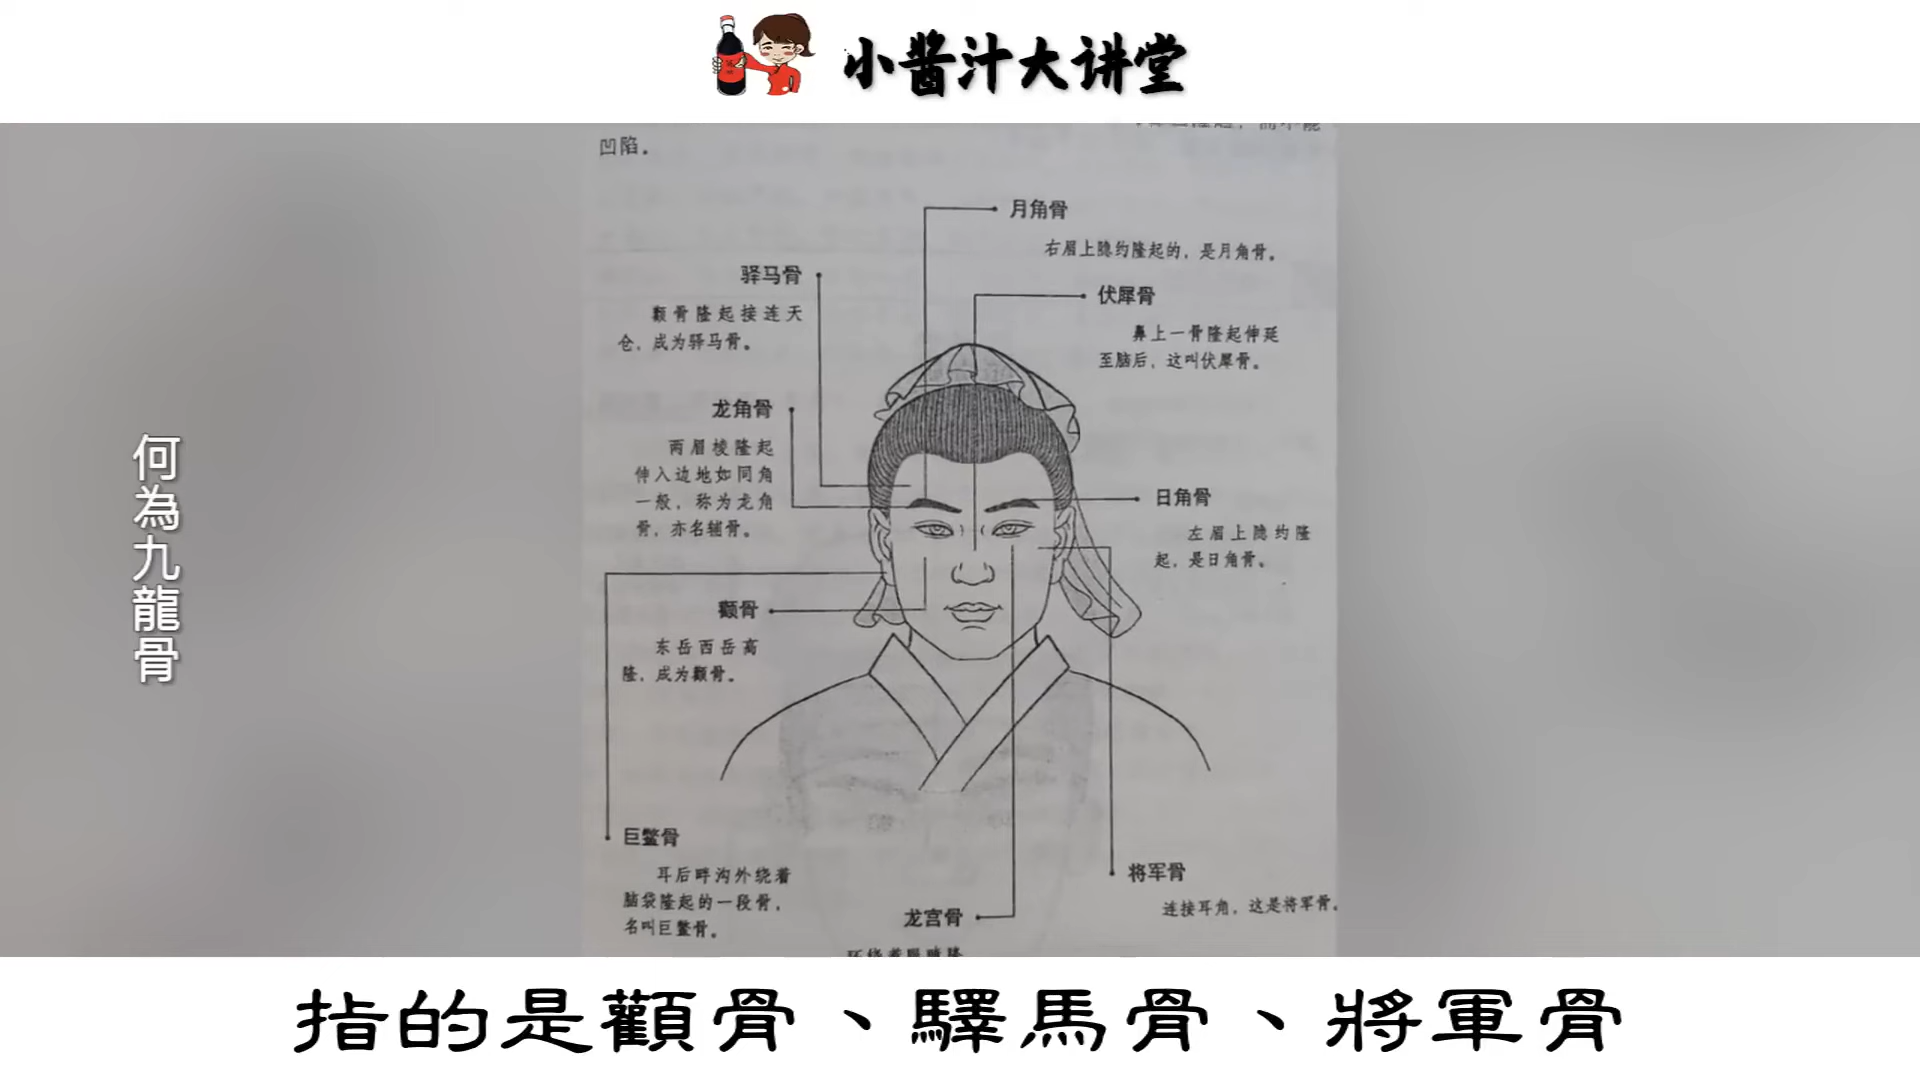 小酱汁大讲堂
凹陷。
月角骨
右眉上隐约隆起的，是月角骨。
驿马骨
颧骨隆起接连天
仓，成为驿马骨。
伏犀骨
鼻上一骨隆起伸延
至脑后，这叫伏犀骨。
龙角骨
两眉棱隆起
伸入边地如同角
一般，称为龙角
骨，亦名辅骨。
日角骨
左眉上隐约隆
起，是日角骨。
何為九龍骨
颧骨
东岳西岳高
隆，成为颧骨。
巨鳌骨
耳后畔沟外绕着
脑袋隆起的一段骨，
名叫巨鳌骨。
将军骨
连接耳角，这是将军骨。
龙宫骨
指的是顴骨、驛馬骨、將軍骨